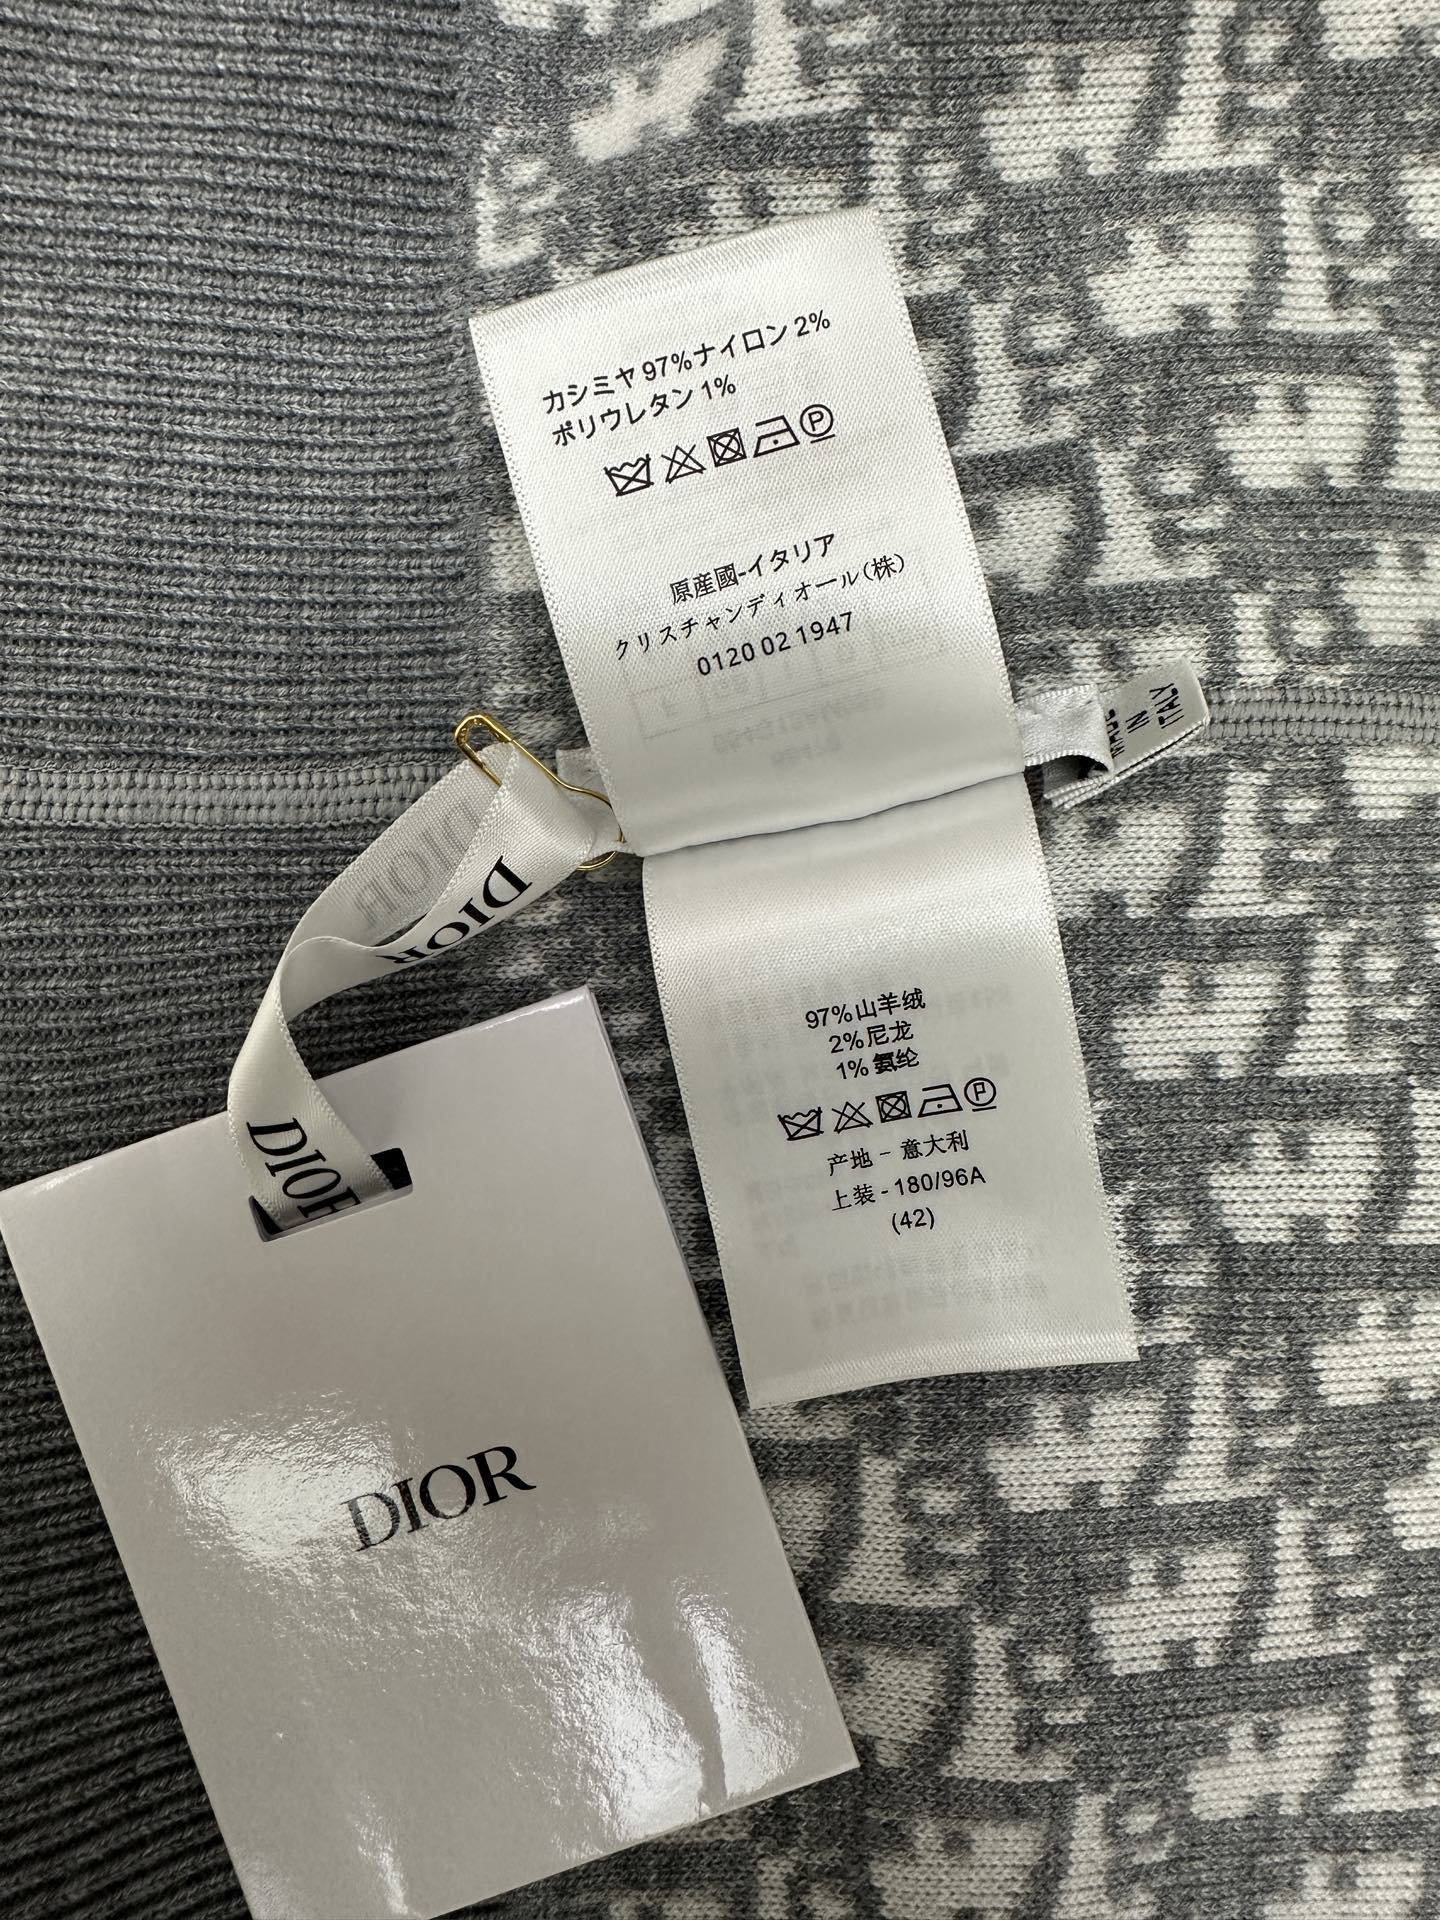 カシミヤ 97%ナイロン 2%
ポリウレタン 1%
原産國-イタリア
クリスチャンディオール(株)
0120 02 1947
IN
ITALY
DIOR
DIOR
97%山羊绒
2%尼龙
1% 氨纶
产地 - 意大利
上装 - 180/96A
(42)
DIOR
DIOR